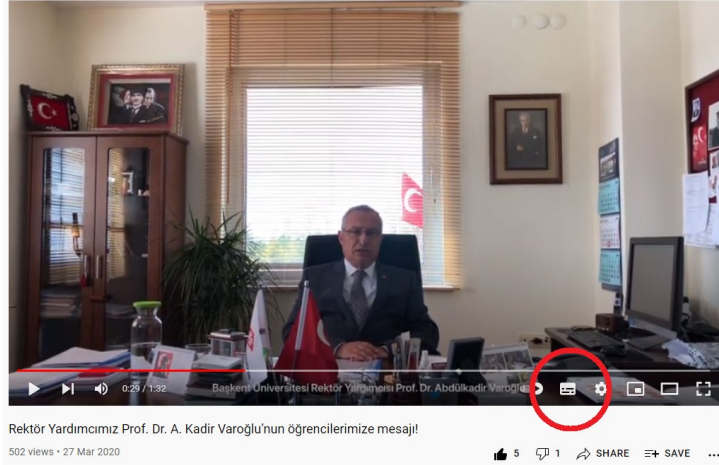 0:29 / 1:32
Başkent Üniversitesi Rektör Yardımcısı Prof. Dr. Abdülkadir Varoğlu
Rektör Yardımcımız Prof. Dr. A. Kadir Varoğlu'nun öğrencilerimize mesajı!
502 views • 27 Mar 2020
5
1
SHARE
SAVE